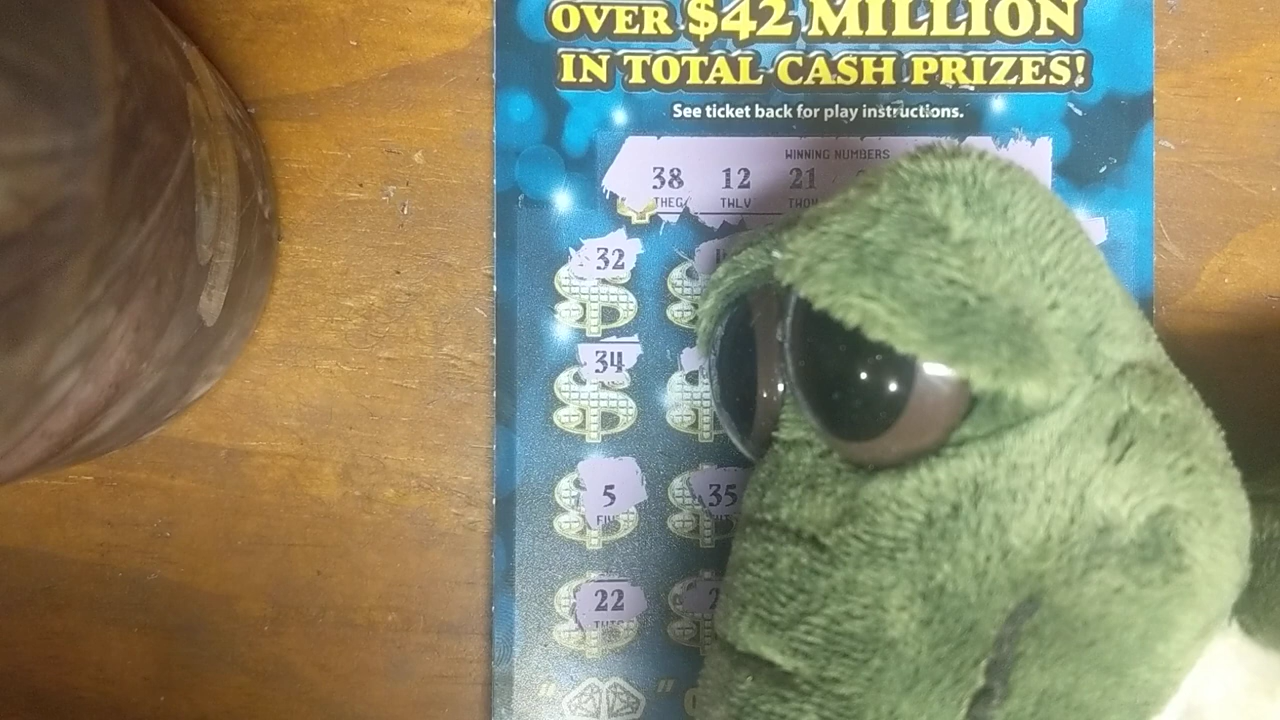 OVER $42 MILLION
IN TOTAL CASH PRIZES!
See ticket back for play instructions.
WINNING NUMBERS
38 12 21
TWLV
32
34
5 35
22